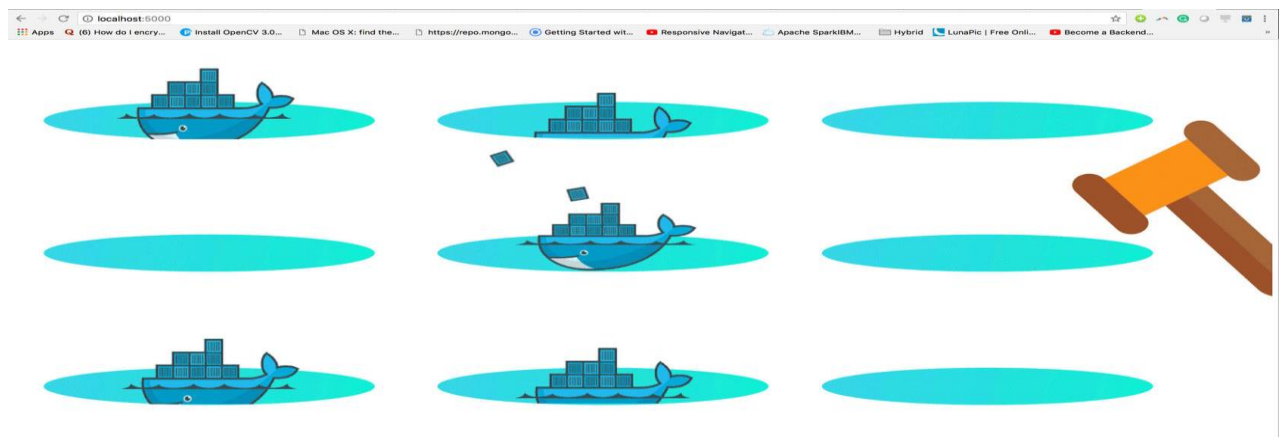 localhost:5000
Apps (6) How do I encry... Install OpenCV 3.0... Mac OS X: find the... https://repo.mongo... Getting Started wit... Responsive Navigat... Apache SparkIBM... Hybrid LunaPic | Free Onli... Become a Backend... »